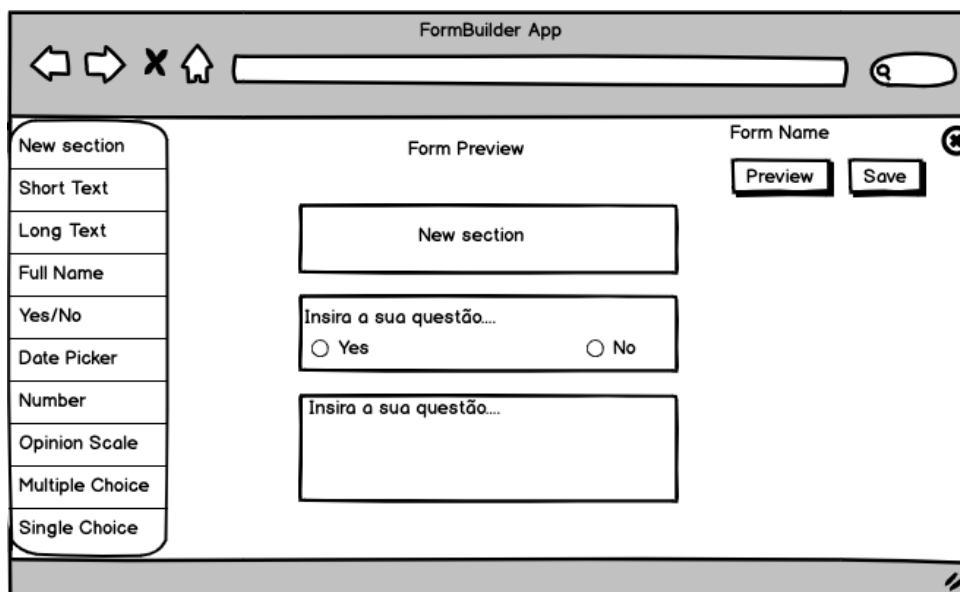 FormBuilder App
New section
Short Text
Long Text
Full Name
Yes/No
Date Picker
Number
Opinion Scale
Multiple Choice
Single Choice
Form Preview
New section
Insira a sua questão....
Yes No
Insira a sua questão....
Form Name
Preview Save